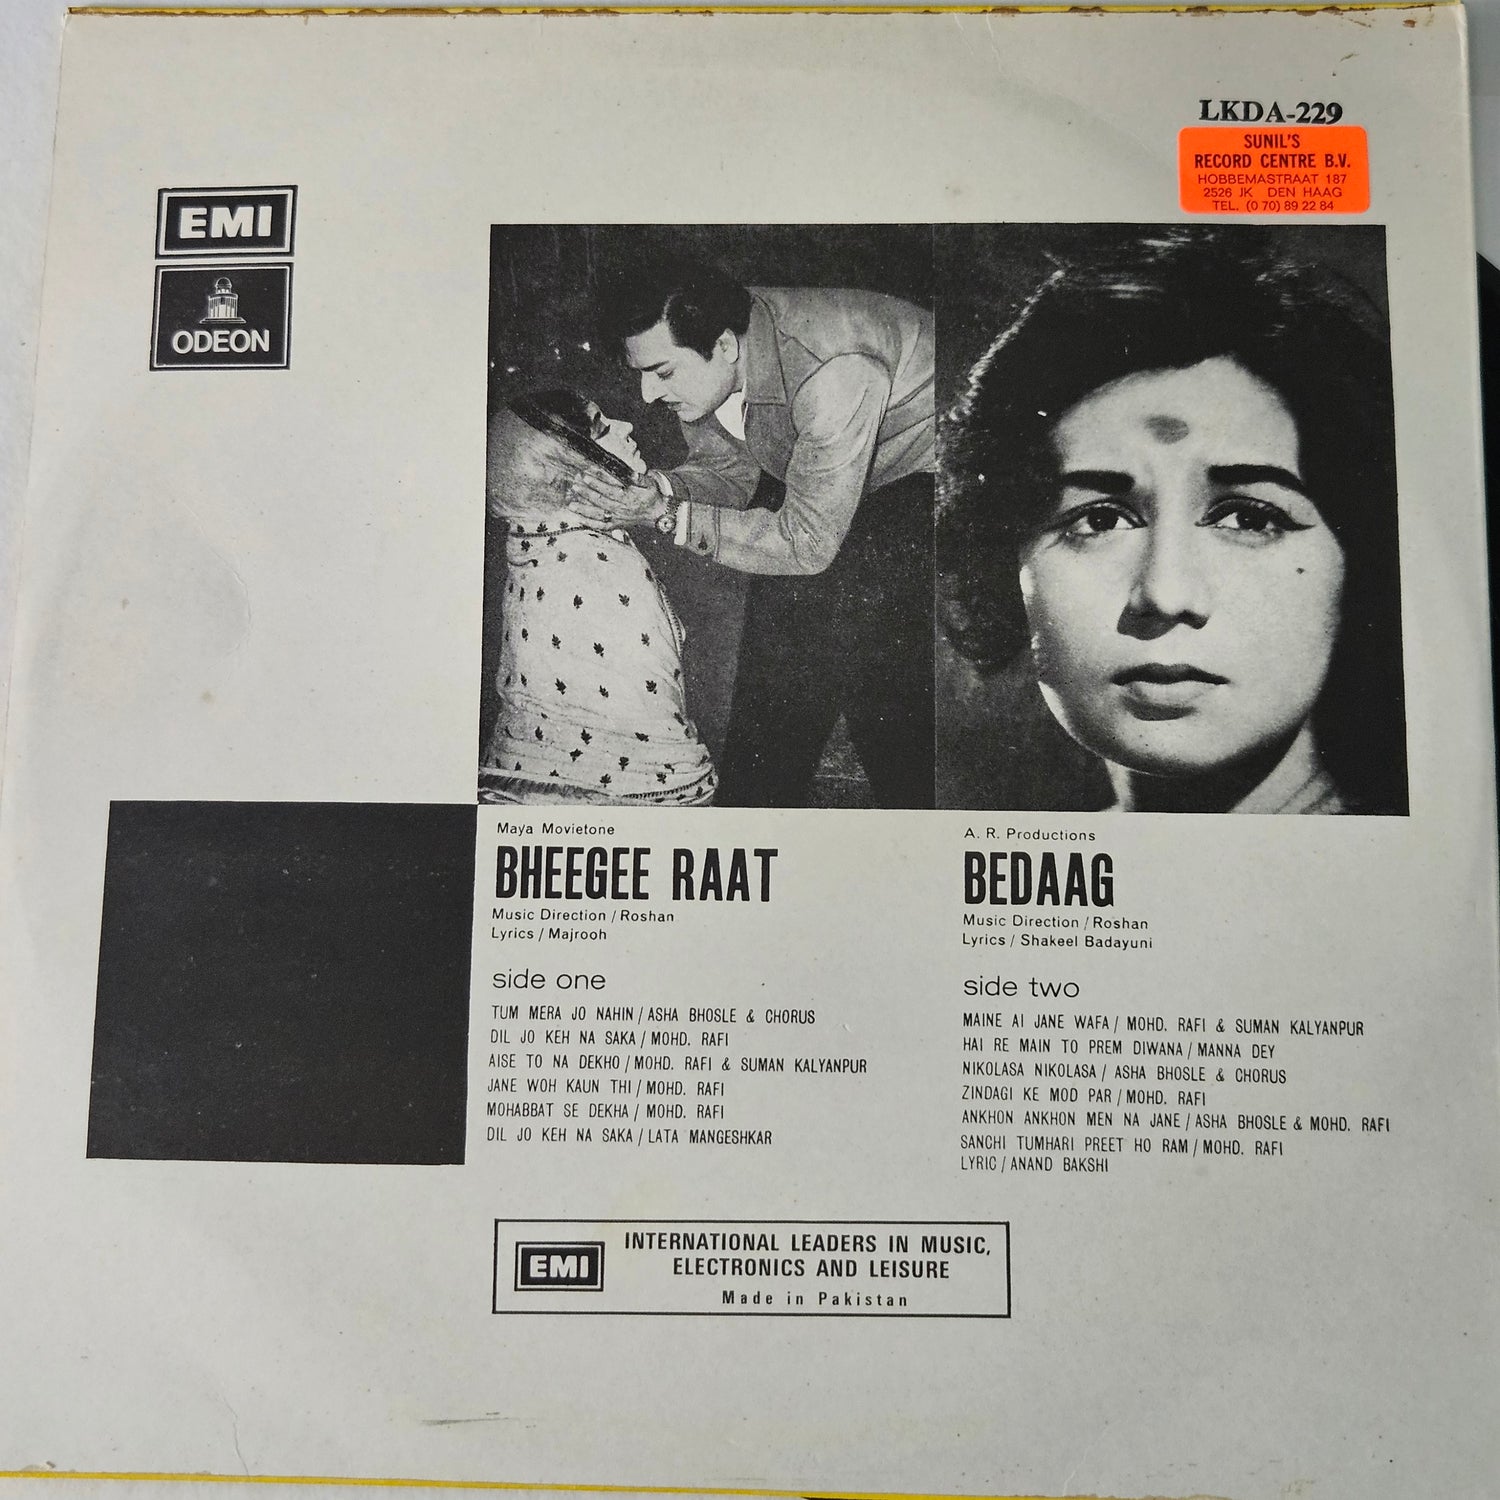 LKDA-229
SUNIL'S
RECORD CENTRE B.V.
HOBBEMASTRAAT 187
2526 JK DEN HAAG
TEL. (0 70) 89 22 84
EMI
ODEON
Maya Movietone
BHEEGEE RAAT
Music Direction / Roshan
Lyrics / Majrooh
side one
TUM MERA JO NAHIN / ASHA BHOSLE & CHORUS
DIL JO KEH NA SAKA / MOHD. RAFI
AISE TO NA DEKHO / MOHD. RAFI & SUMAN KALYANPUR
JANE WOH KAUN THI / MOHD. RAFI
MOHABBAT SE DEKHA / MOHD. RAFI
DIL JO KEH NA SAKA / LATA MANGESHKAR
A. R. Productions
BEDAAG
Music Direction / Roshan
Lyrics / Shakeel Badayuni
side two
MAINE AI JANE WAFA / MOHD. RAFI & SUMAN KALYANPUR
HAI RE MAIN TO PREM DIWANA / MANNA DEY
NIKOLASA NIKOLASA / ASHA BHOSLE & CHORUS
ZINDAGI KE MOD PAR / MOHD. RAFI
ANKHON ANKHON MEN NA JANE / ASHA BHOSLE & MOHD. RAFI
SANCHI TUMHARI PREET HO RAM / MOHD. RAFI
LYRIC / ANAND BAKSHI
EMI
INTERNATIONAL LEADERS IN MUSIC,
ELECTRONICS AND LEISURE
Made in Pakistan